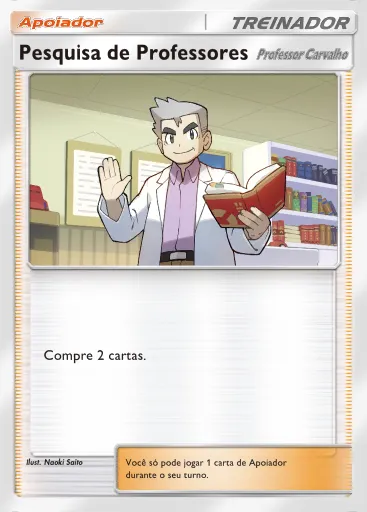 Apoiador
TREINADOR
Pesquisa de Professores Professor Carvalho
Compre 2 cartas.
Ilust. Naoki Saito
Você só pode jogar 1 carta de Apoiador
durante o seu turno.